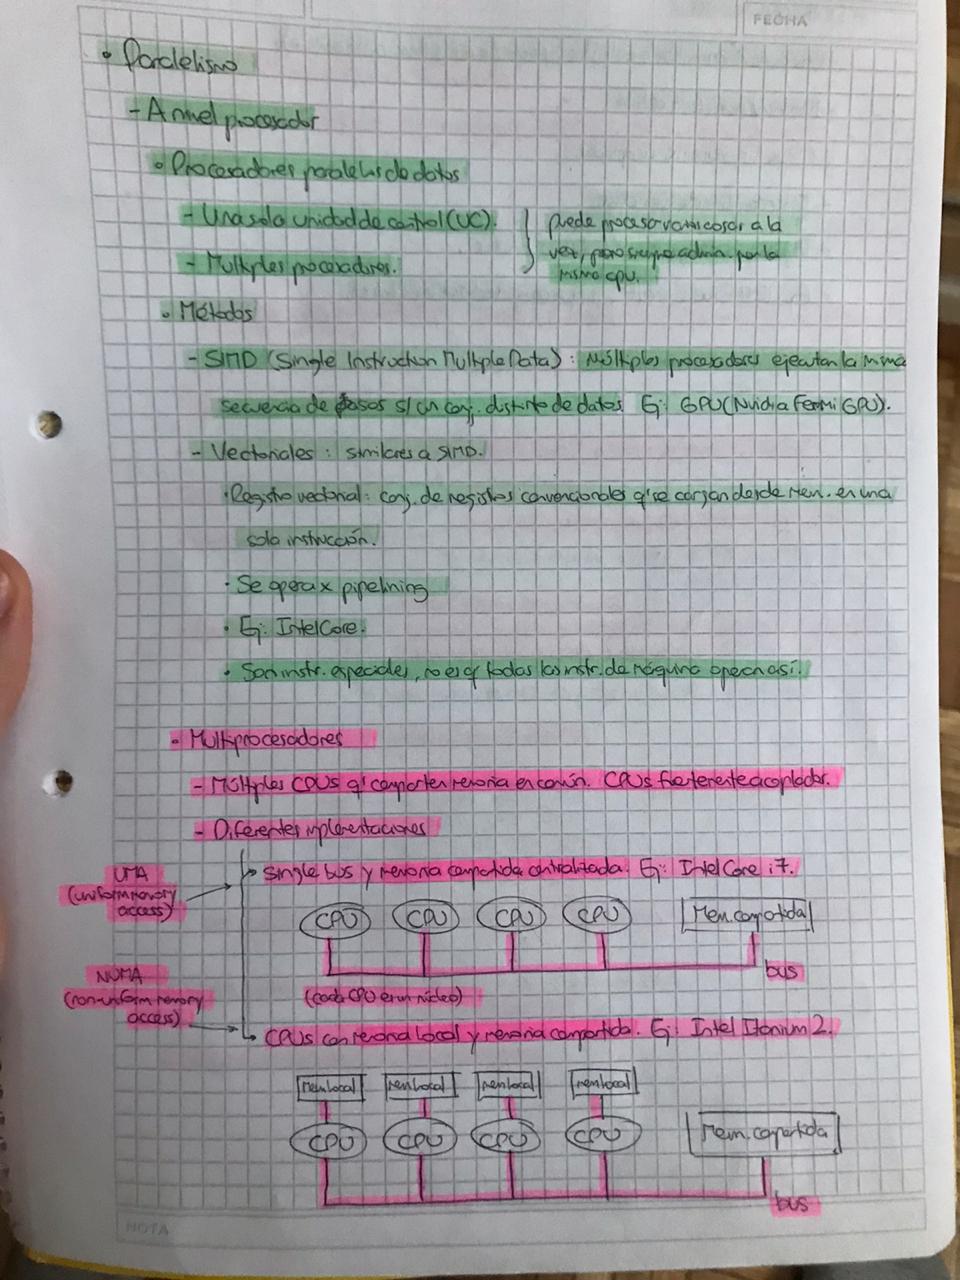 FECHA
• Paralelismo
- A nivel procesador
• Procesadores paralelos de datos
- Una sola unidad de control (UC).
- Múltiples procesadores.
puede procesar varias cosas a la
vez, pero siempre admin. por la
misma cpu.
• Métodos
- SIMD (Single Instruction Multiple Data) : Múltiples procesadores ejecutan la misma
secuencia de pasos s/ un conj. distinto de datos Ej: GPU (Nvidia Fermi GPU).
- Vectoriales : similares a SIMD.
· Registro vectorial: conj. de registros convencionales q' se cargan desde Mem. en una
sola instrucción.
· Se opera x pipelining
· Ej: Intel Core.
· Son instr. especiales, no es q' todas las instr. de máquina operan así.
• Multiprocesadores
- Múltiples CPUs q' comparten memoria en común. CPUs fuertemente acoplados.
- Diferentes implementaciones
UMA
(uniform memory
access)
Single bus y memoria compartida centralizada. Ej: Intel Core i7.
CPU CPU CPU CPU Mem. compartida
bus
(cada CPU es un núcleo)
NUMA
(non-uniform memory
access)
CPUs con memoria local y memoria compartida. Ej: Intel Itanium 2.
Mem local Mem local Mem local Mem local
CPU CPU CPU CPU Mem. compartida
bus
NOTA